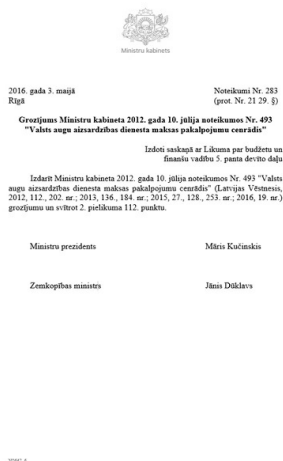 Ministru kabinets
2016. gada 3. maijā Noteikumi Nr. 283
Rīgā (prot. Nr. 21 29. §)
Grozījums Ministru kabineta 2012. gada 10. jūlija noteikumos Nr. 493
"Valsts augu aizsardzības dienesta maksas pakalpojumu cenrādis"
Izdoti saskaņā ar Likuma par budžetu un
finanšu vadību 5. panta devīto daļu
Izdarīt Ministru kabineta 2012. gada 10. jūlija noteikumos Nr. 493 "Valsts
augu aizsardzības dienesta maksas pakalpojumu cenrādis" (Latvijas Vēstnesis,
2012, 112., 202. nr.; 2013, 136., 184. nr.; 2015, 27., 128., 253. nr.; 2016, 19. nr.)
grozījumu un svītrot 2. pielikuma 112. punktu.
Ministru prezidents Māris Kučinskis
Zemkopības ministrs Jānis Dūklavs